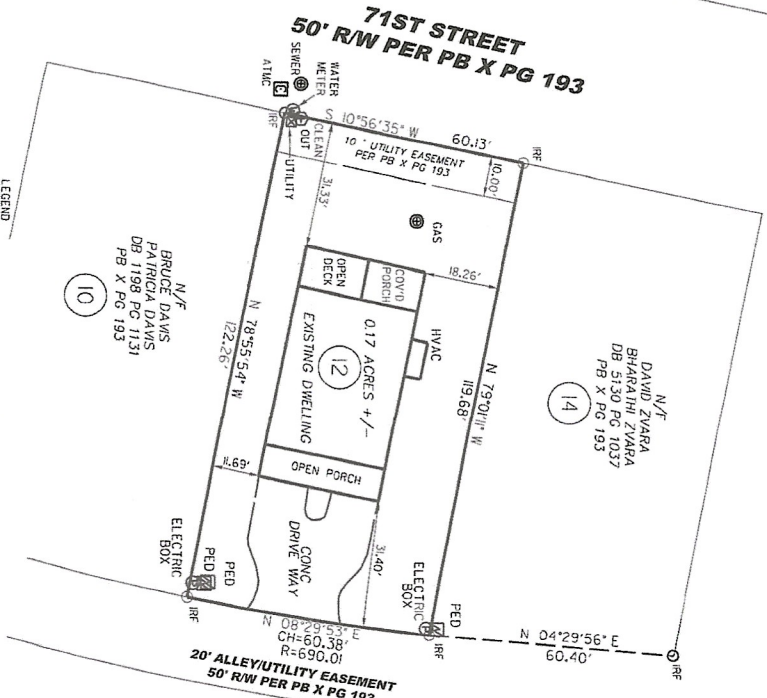 71ST STREET
50' R/W PER PB X PG 193
SEWER
WATER
METER
ATMC
C
IRF
CLEAN
OUT
UTILITY
S 10°56'35" W
60.13'
IRF
10 ' UTILITY EASEMENT
PER PB X PG 193
10.00'
31.33'
GAS
18.26'
OPEN
DECK
COV'D
PORCH
HVAC
0.17 ACRES +/-
12
EXISTING DWELLING
OPEN PORCH
N 78°55'54" W
122.26'
N 79°01'11" W
119.68'
LEGEND
N/F
BRUCE DAVIS
PATRICIA DAVIS
DB 1198 PG 1131
PB X PG 193
10
N/F
DAVID ZVARA
BHARATHI ZVARA
DB 5130 PG 1037
PB X PG 193
14
11.69'
CONC
DRIVE WAY
31.40'
ELECTRIC
BOX
PED
PED
IRF
ELECTRIC
BOX
PED
IRF
N 08°29'53" E
CH=60.38'
R=690.01
N 04°29'56" E
60.40'
IRF
20' ALLEY/UTILITY EASEMENT
50' R/W PER PB X PG 193